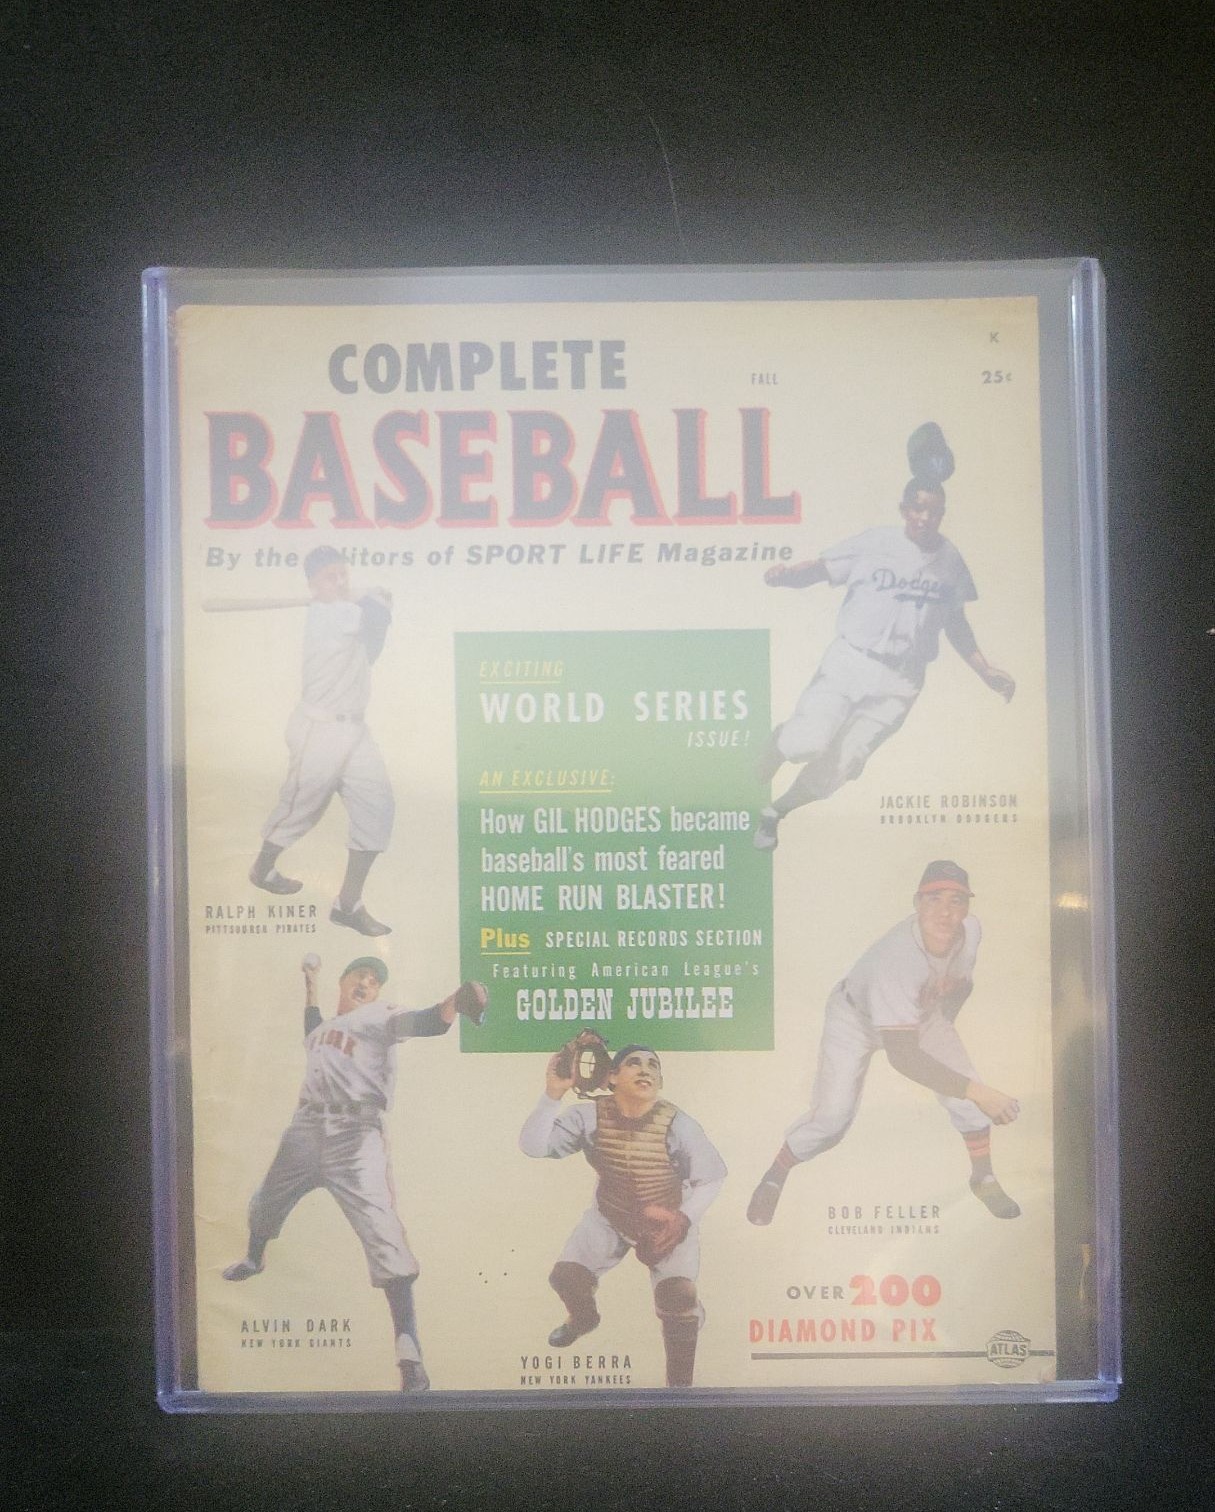 K
COMPLETE
FALL
25¢
BASEBALL
By the Editors of SPORT LIFE Magazine
Dodgers
EXCITING
WORLD SERIES
ISSUE!
AN EXCLUSIVE:
How GIL HODGES became
baseball's most feared
HOME RUN BLASTER!
Plus SPECIAL RECORDS SECTION
Featuring American League's
GOLDEN JUBILEE
JACKIE ROBINSON
BROOKLYN DODGERS
RALPH KINER
PITTSBURGH PIRATES
YORK
BOB FELLER
CLEVELAND INDIANS
ALVIN DARK
NEW YORK GIANTS
YOGI BERRA
NEW YORK YANKEES
OVER 200
DIAMOND PIX
ATLAS